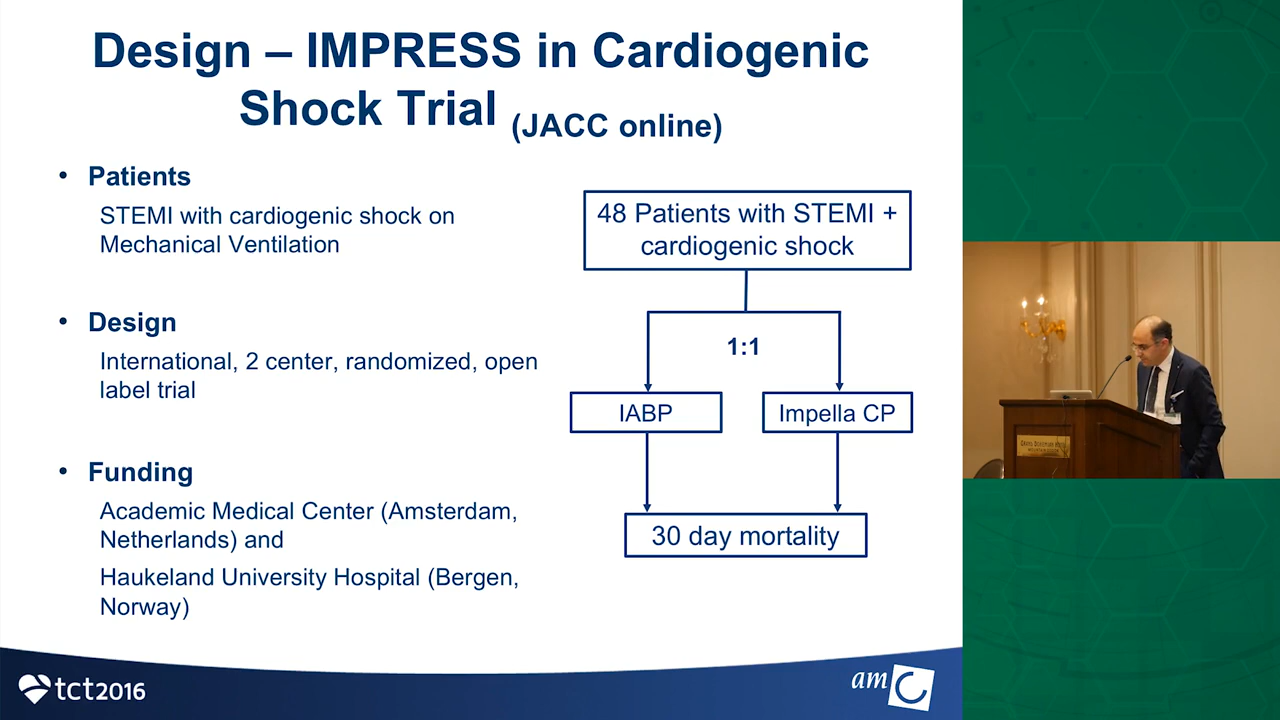 Design – IMPRESS in Cardiogenic
Shock Trial (JACC online)
• Patients
STEMI with cardiogenic shock on
Mechanical Ventilation
• Design
International, 2 center, randomized, open
label trial
• Funding
Academic Medical Center (Amsterdam,
Netherlands) and
Haukeland University Hospital (Bergen,
Norway)
48 Patients with STEMI +
cardiogenic shock
1:1
IABP
Impella CP
30 day mortality
tct2016
amc